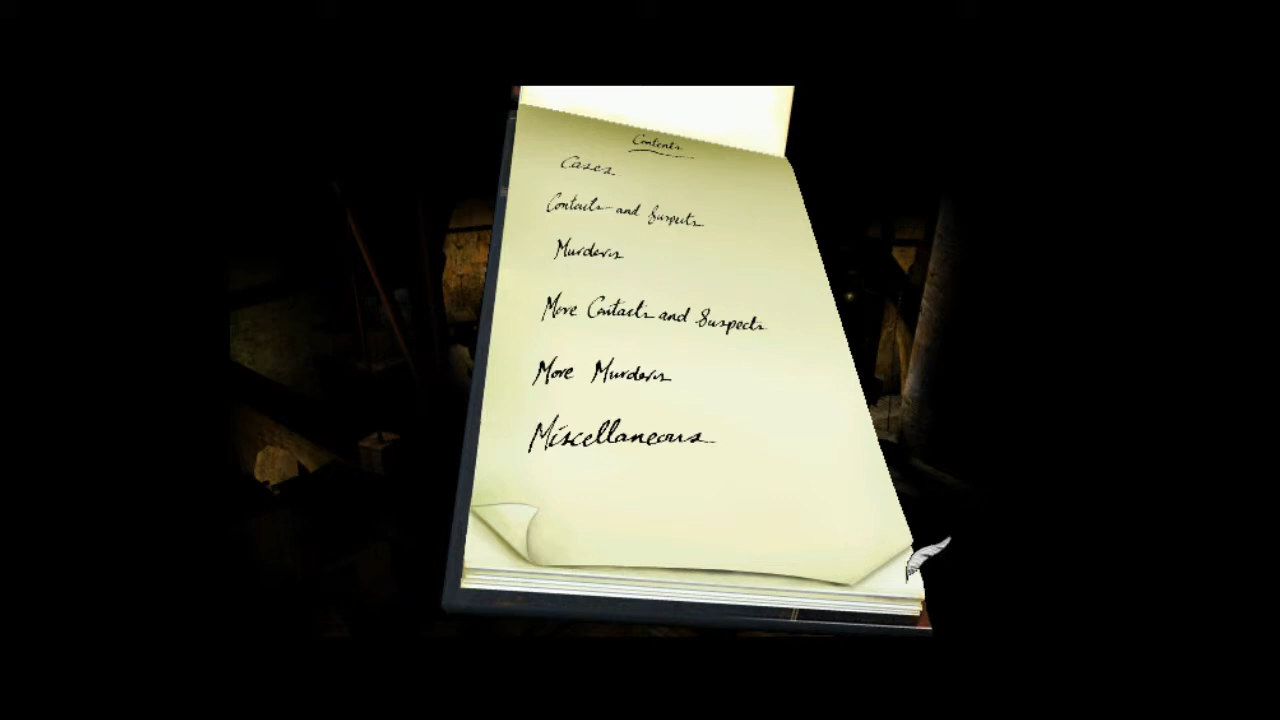 Contents
Cases
Contacts and Suspects
Murders
More Contacts and Suspects
More Murders
Miscellaneous